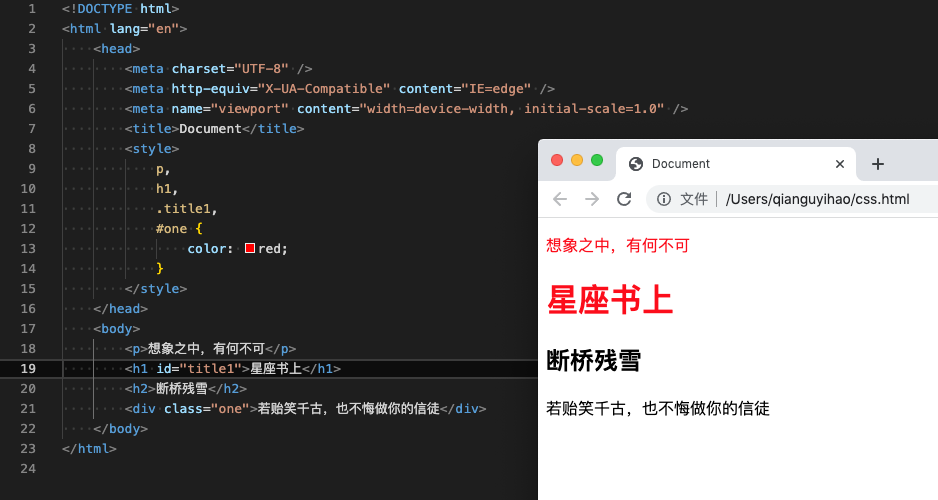 1 <!DOCTYPE html>
2 <html lang="en">
3 <head>
4 <meta charset="UTF-8" />
5 <meta http-equiv="X-UA-Compatible" content="IE=edge" />
6 <meta name="viewport" content="width=device-width, initial-scale=1.0" />
7 <title>Document</title>
8 <style>
9 p,
10 h1,
11 .title1,
12 #one {
13 color: red;
14 }
15 </style>
16 </head>
17 <body>
18 <p>想象之中，有何不可</p>
19 <h1 id="title1">星座书上</h1>
20 <h2>断桥残雪</h2>
21 <div class="one">若贻笑千古，也不悔做你的信徒</div>
22 </body>
23 </html>
24
Document
文件 | /Users/qianguyihao/css.html
想象之中，有何不可
星座书上
断桥残雪
若贻笑千古，也不悔做你的信徒